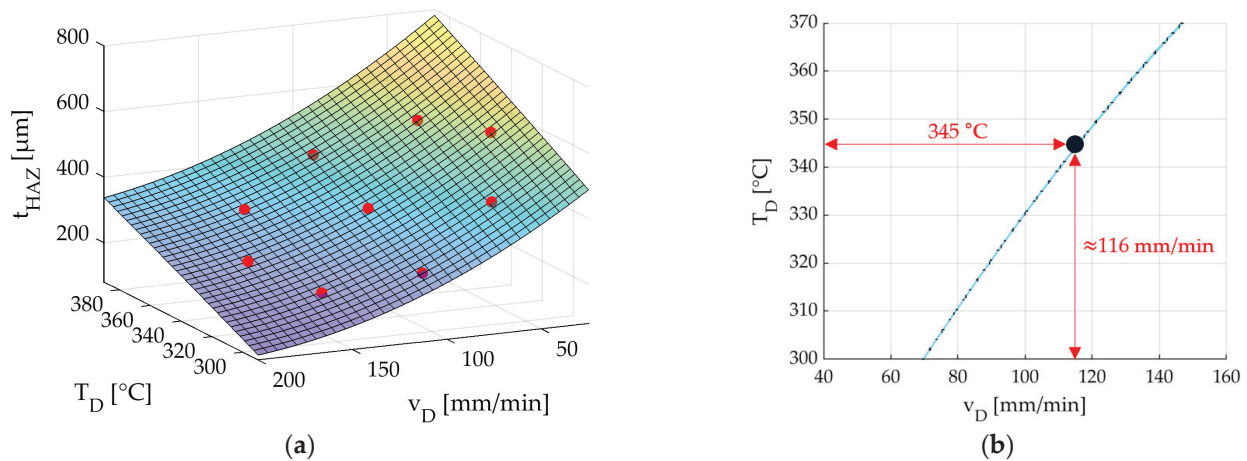 800
600
400
200
t_HAZ [µm]
380
360
340
320
300
T_D [°C]
200
150
100
50
v_D [mm/min]
(a)
370
360
350
340
330
320
310
300
T_D [°C]
345 °C
≈116 mm/min
40 60 80 100 120 140 160
v_D [mm/min]
(b)